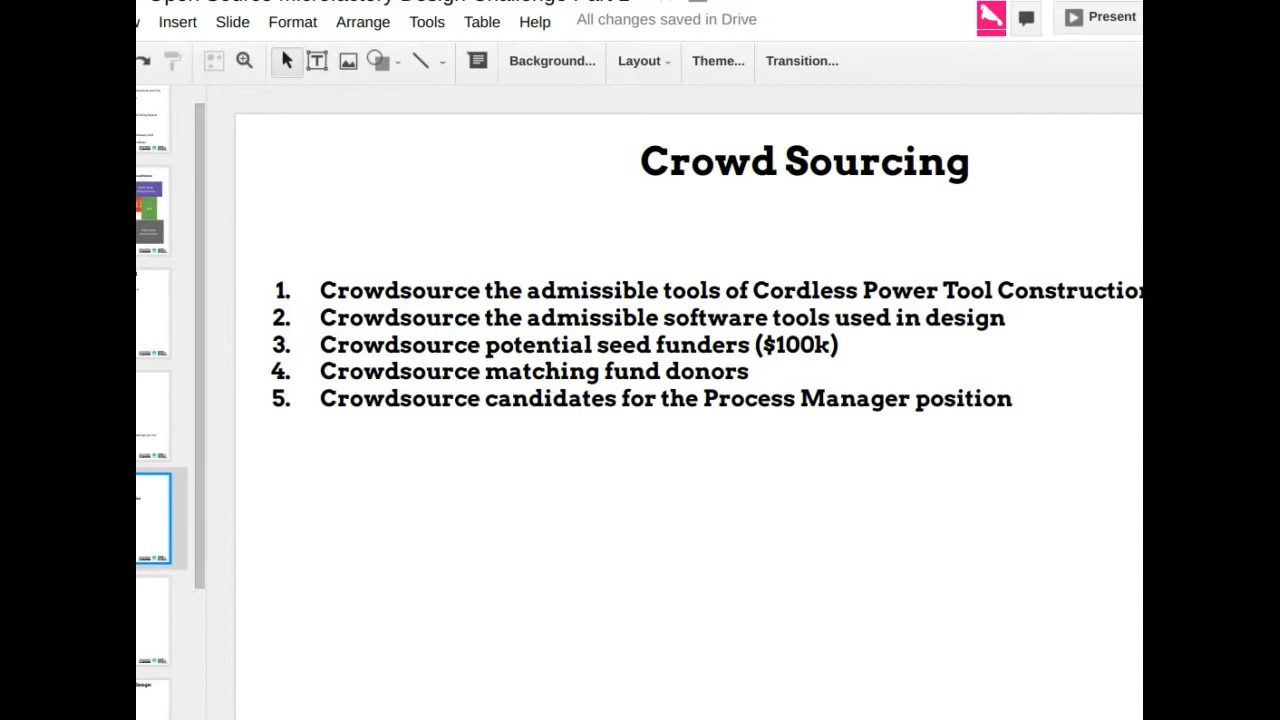 Insert Slide Format Arrange Tools Table Help All changes saved in Drive
Present
Background... Layout Theme... Transition...
Crowd Sourcing
1. Crowdsource the admissible tools of Cordless Power Tool Construction
2. Crowdsource the admissible software tools used in design
3. Crowdsource potential seed funders ($100k)
4. Crowdsource matching fund donors
5. Crowdsource candidates for the Process Manager position